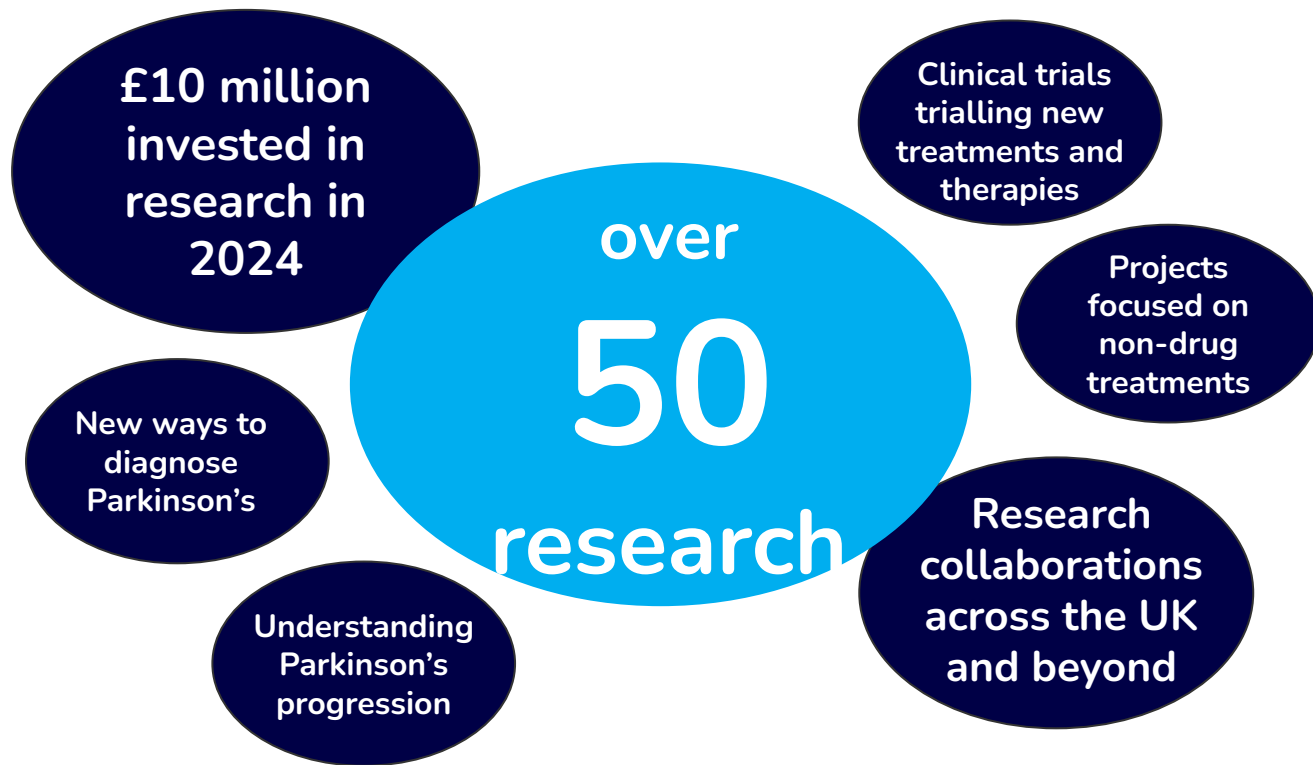 £10 million
invested in
research in
2024
over
50
research
Clinical trials
trialling new
treatments and
therapies
Projects
focused on
non-drug
treatments
New ways to
diagnose
Parkinson’s
Understanding
Parkinson’s
progression
Research
collaborations
across the UK
and beyond